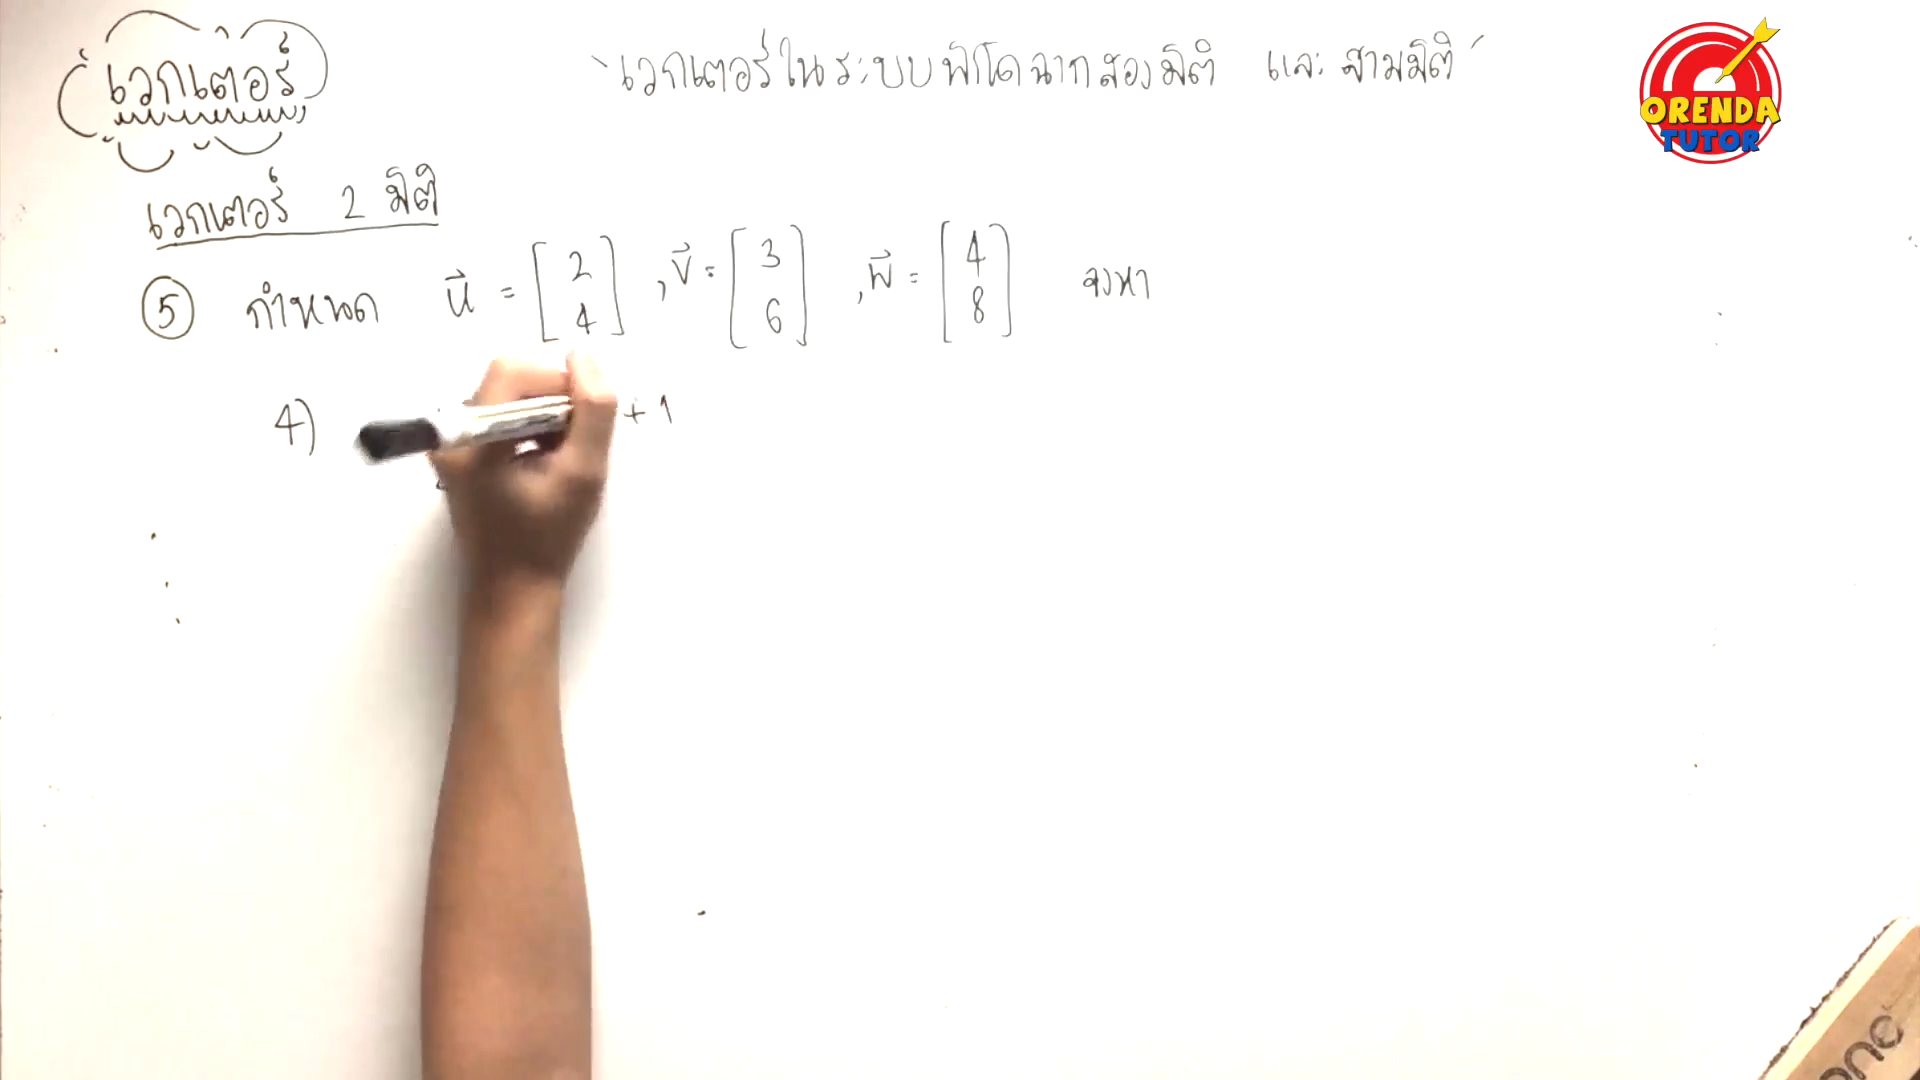 เวกเตอร์
"เวกเตอร์ในระบบพิกัดฉากสองมิติ และ สามมิติ"
ORENDA
TUTOR
เวกเตอร์ 2 มิติ
⑤ กำหนด u⃗ = [2 4], v⃗ = [3 6], w⃗ = [4 8] จงหา
4) + 1
one